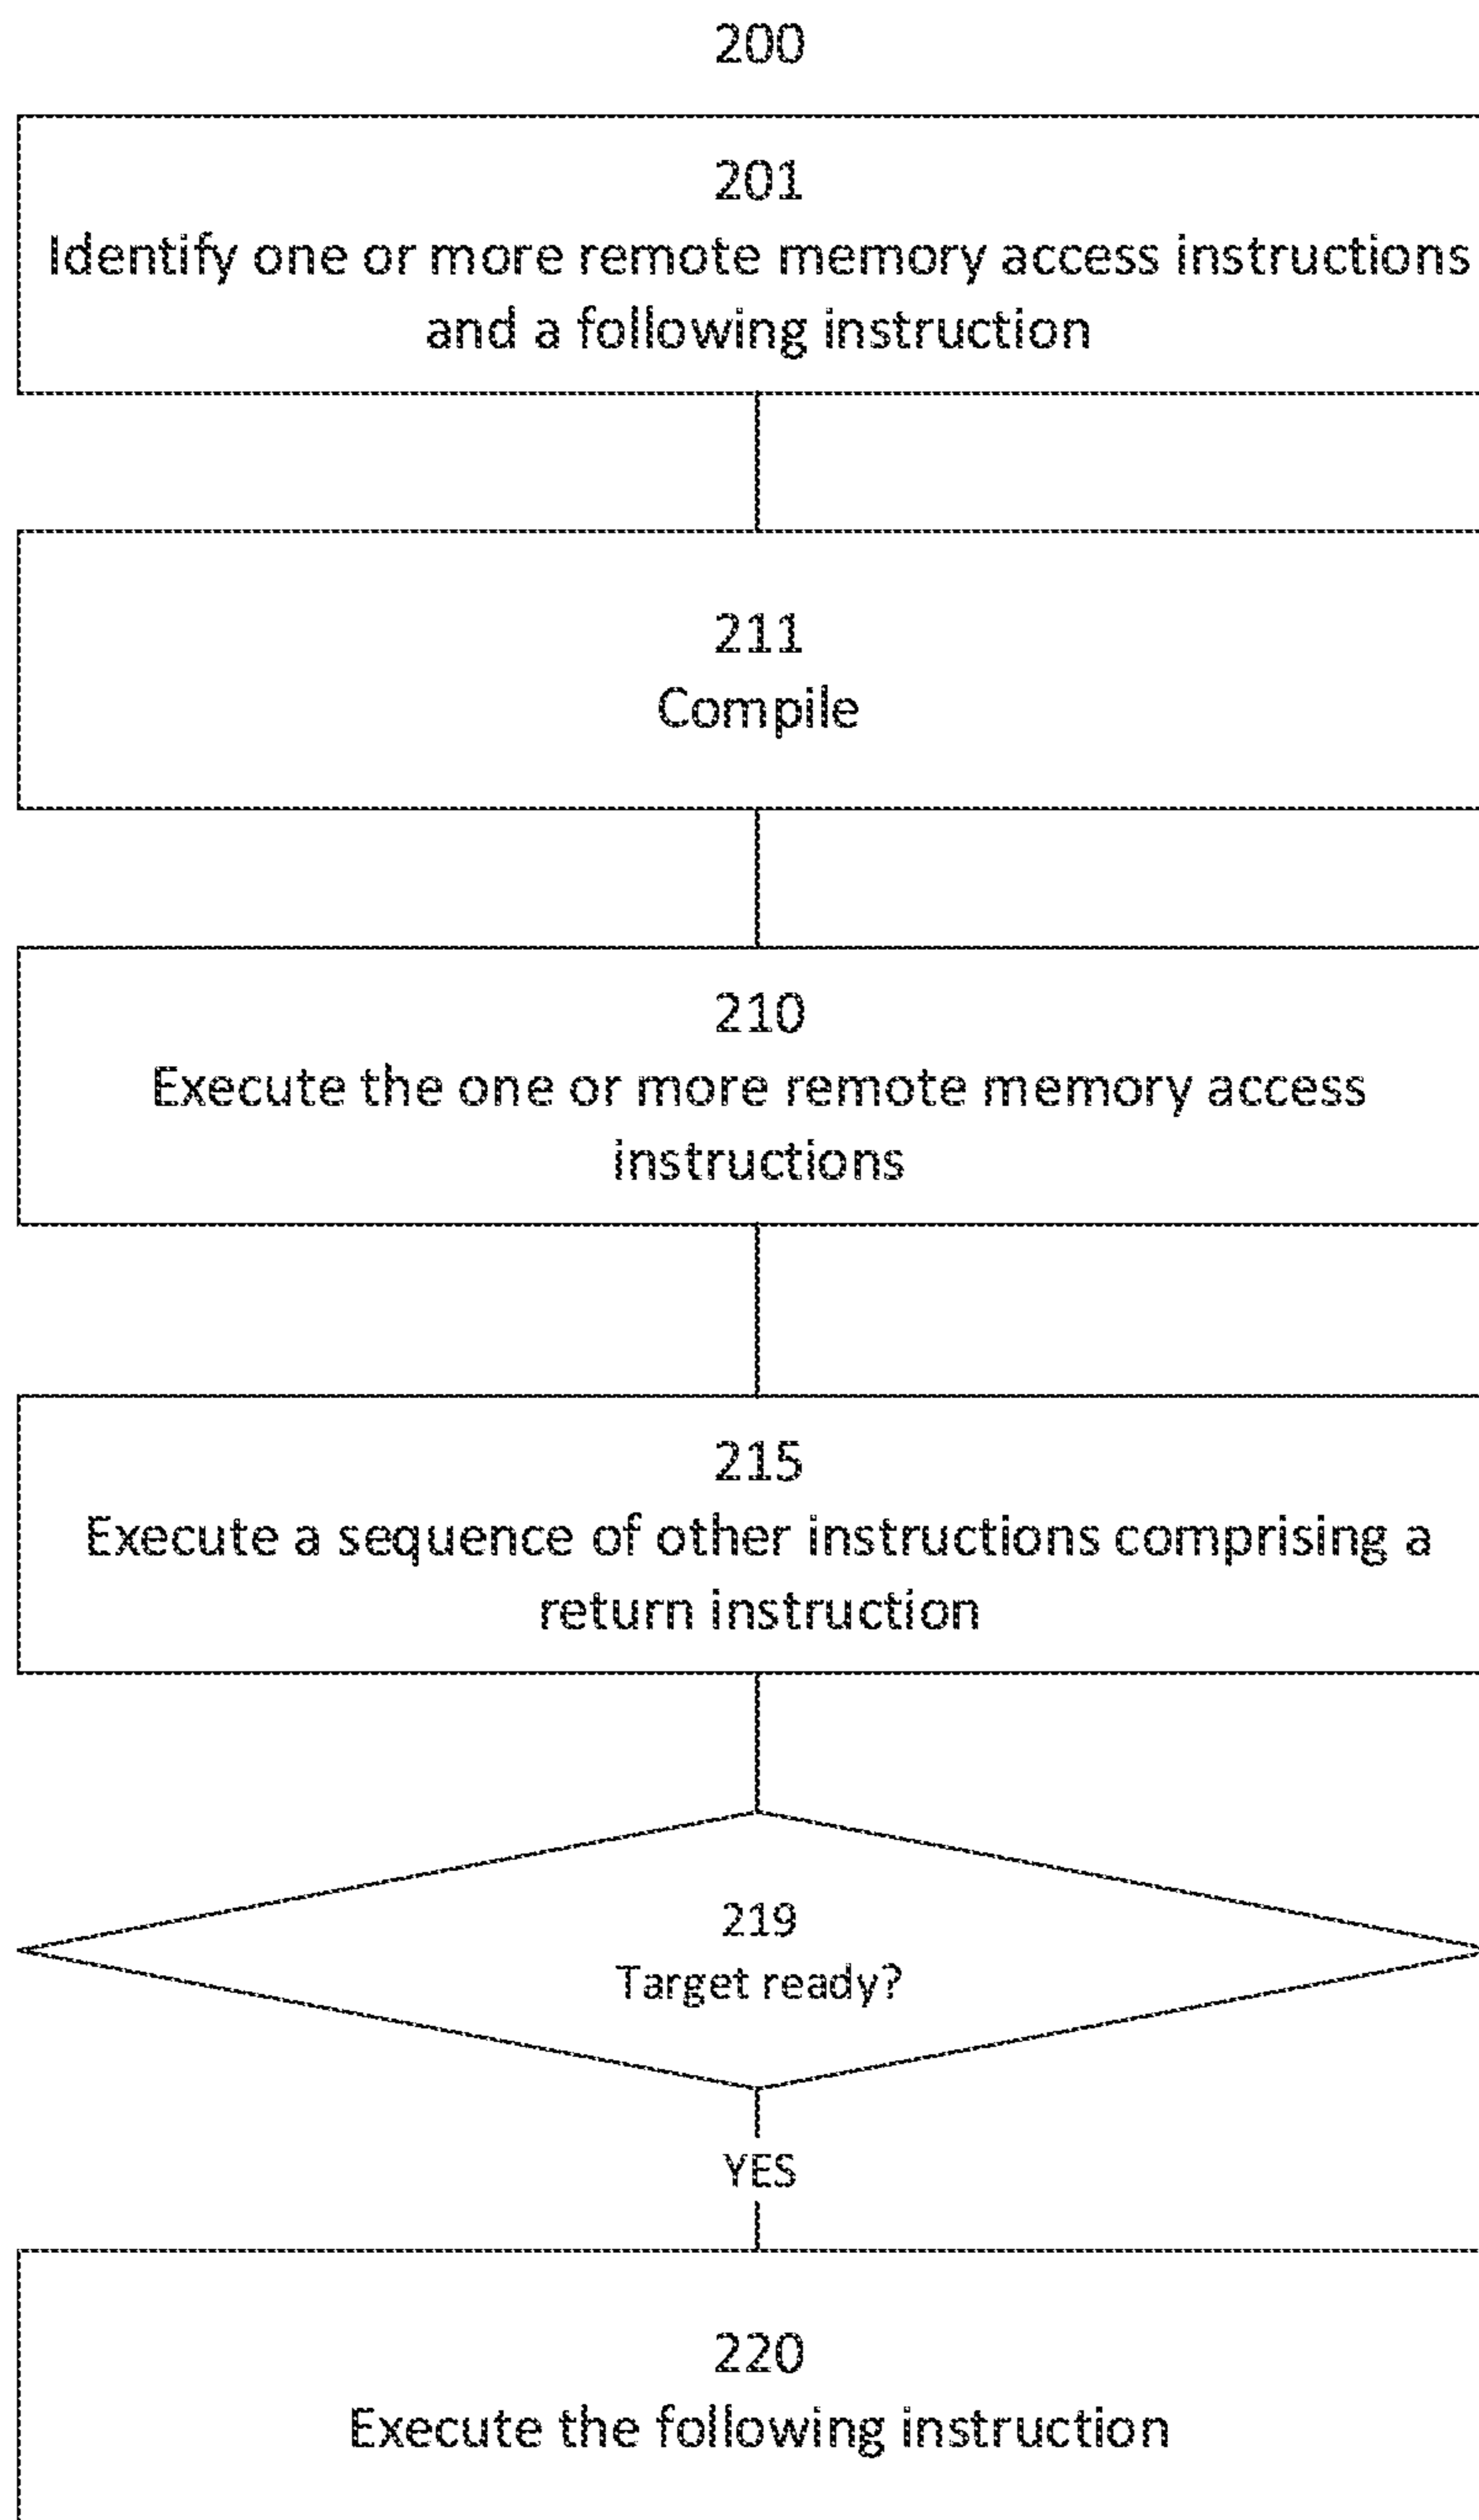 200
201
Identify one or more remote memory access instructions
and a following instruction
211
Compile
210
Execute the one or more remote memory access
instructions
215
Execute a sequence of other instructions comprising a
return instruction
219
Target ready?
YES
220
Execute the following instruction